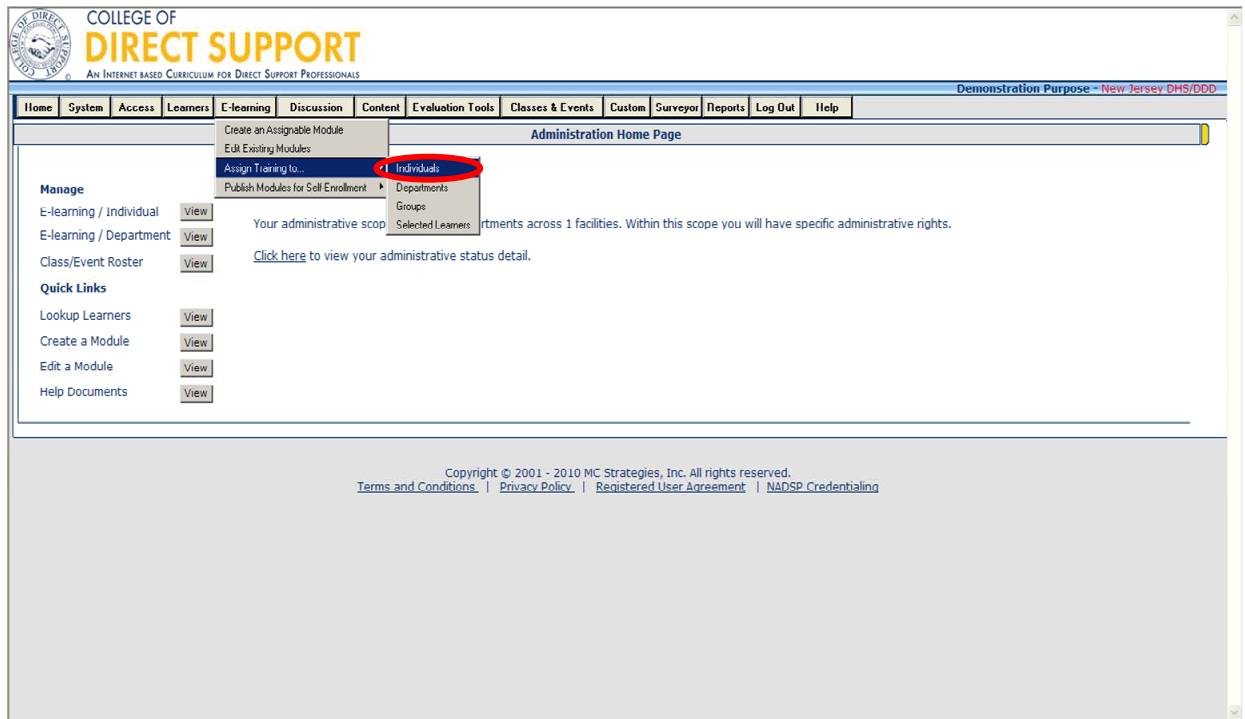 COLLEGE OF
DIRECT SUPPORT
AN INTERNET BASED CURRICULUM FOR DIRECT SUPPORT PROFESSIONALS
Demonstration Purpose - New Jersey DHS/DDD
Home System Access Learners E-learning Discussion Content Evaluation Tools Classes & Events Custom Surveyor Reports Log Out Help
Administration Home Page
Create an Assignable Module
Edit Existing Modules
Assign Training to...
Publish Modules for Self-Enrollment
Individuals
Departments
Groups
Selected Learners
Manage
E-learning / Individual View
E-learning / Department View
Class/Event Roster View
Quick Links
Lookup Learners View
Create a Module View
Edit a Module View
Help Documents View
Your administrative scop rtments across 1 facilities. Within this scope you will have specific administrative rights.
Click here to view your administrative status detail.
Copyright © 2001 - 2010 MC Strategies, Inc. All rights reserved.
Terms and Conditions | Privacy Policy | Registered User Agreement | NADSP Credentialing